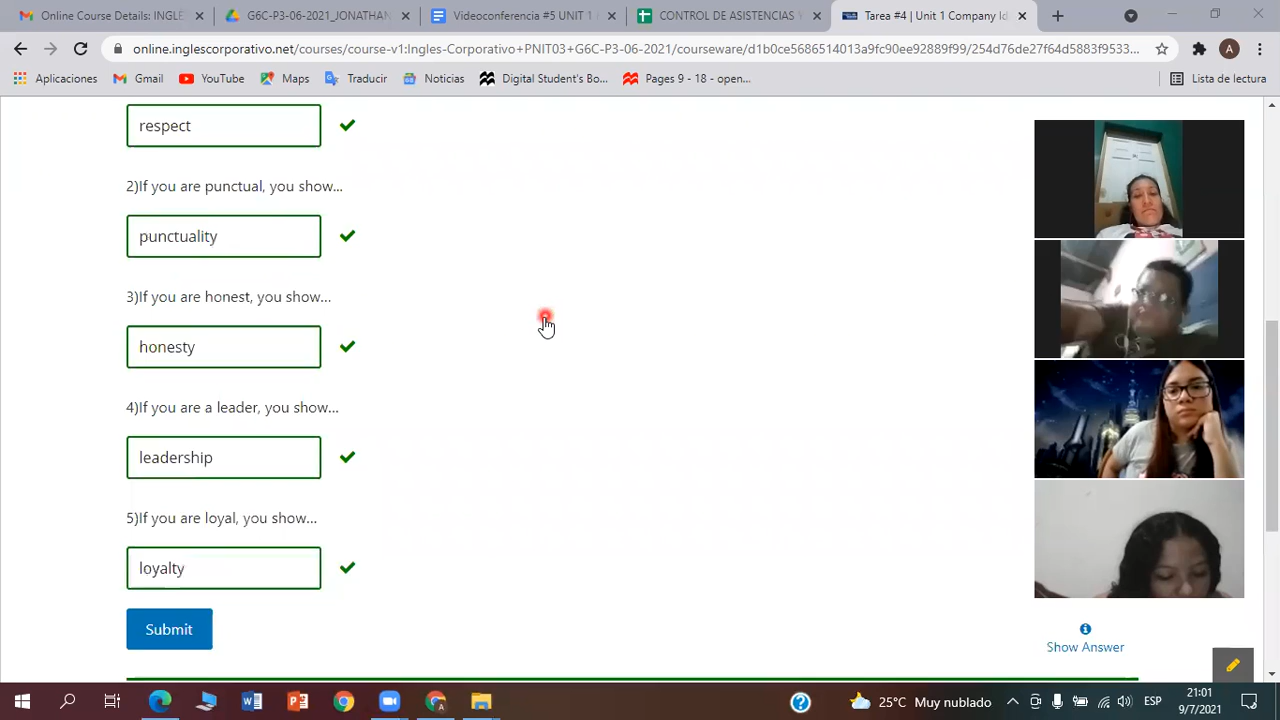 Online Course Details: INGLÉ
G6C-P3-06-2021_JONATHAN
Videoconferencia #5 UNIT 1
CONTROL DE ASISTENCIAS Y
Tarea #4 | Unit 1 Company Id
online.inglescorporativo.net/courses/course-v1:Ingles-Corporativo+PNIT03+G6C-P3-06-2021/courseware/d1b0ce5685d14013a9fc90ee92889f99/254d76de27f64d5883f9533...
A
Aplicaciones
Gmail
YouTube
Maps
Traducir
Noticias
Digital Student's Bo...
Pages 9 - 18 - open...
Lista de lectura
respect
2)If you are punctual, you show...
punctuality
3)If you are honest, you show...
honesty
4)If you are a leader, you show...
leadership
5)If you are loyal, you show...
loyalty
Submit
Show Answer
25°C Muy nublado
ESP
21:01
9/7/2021